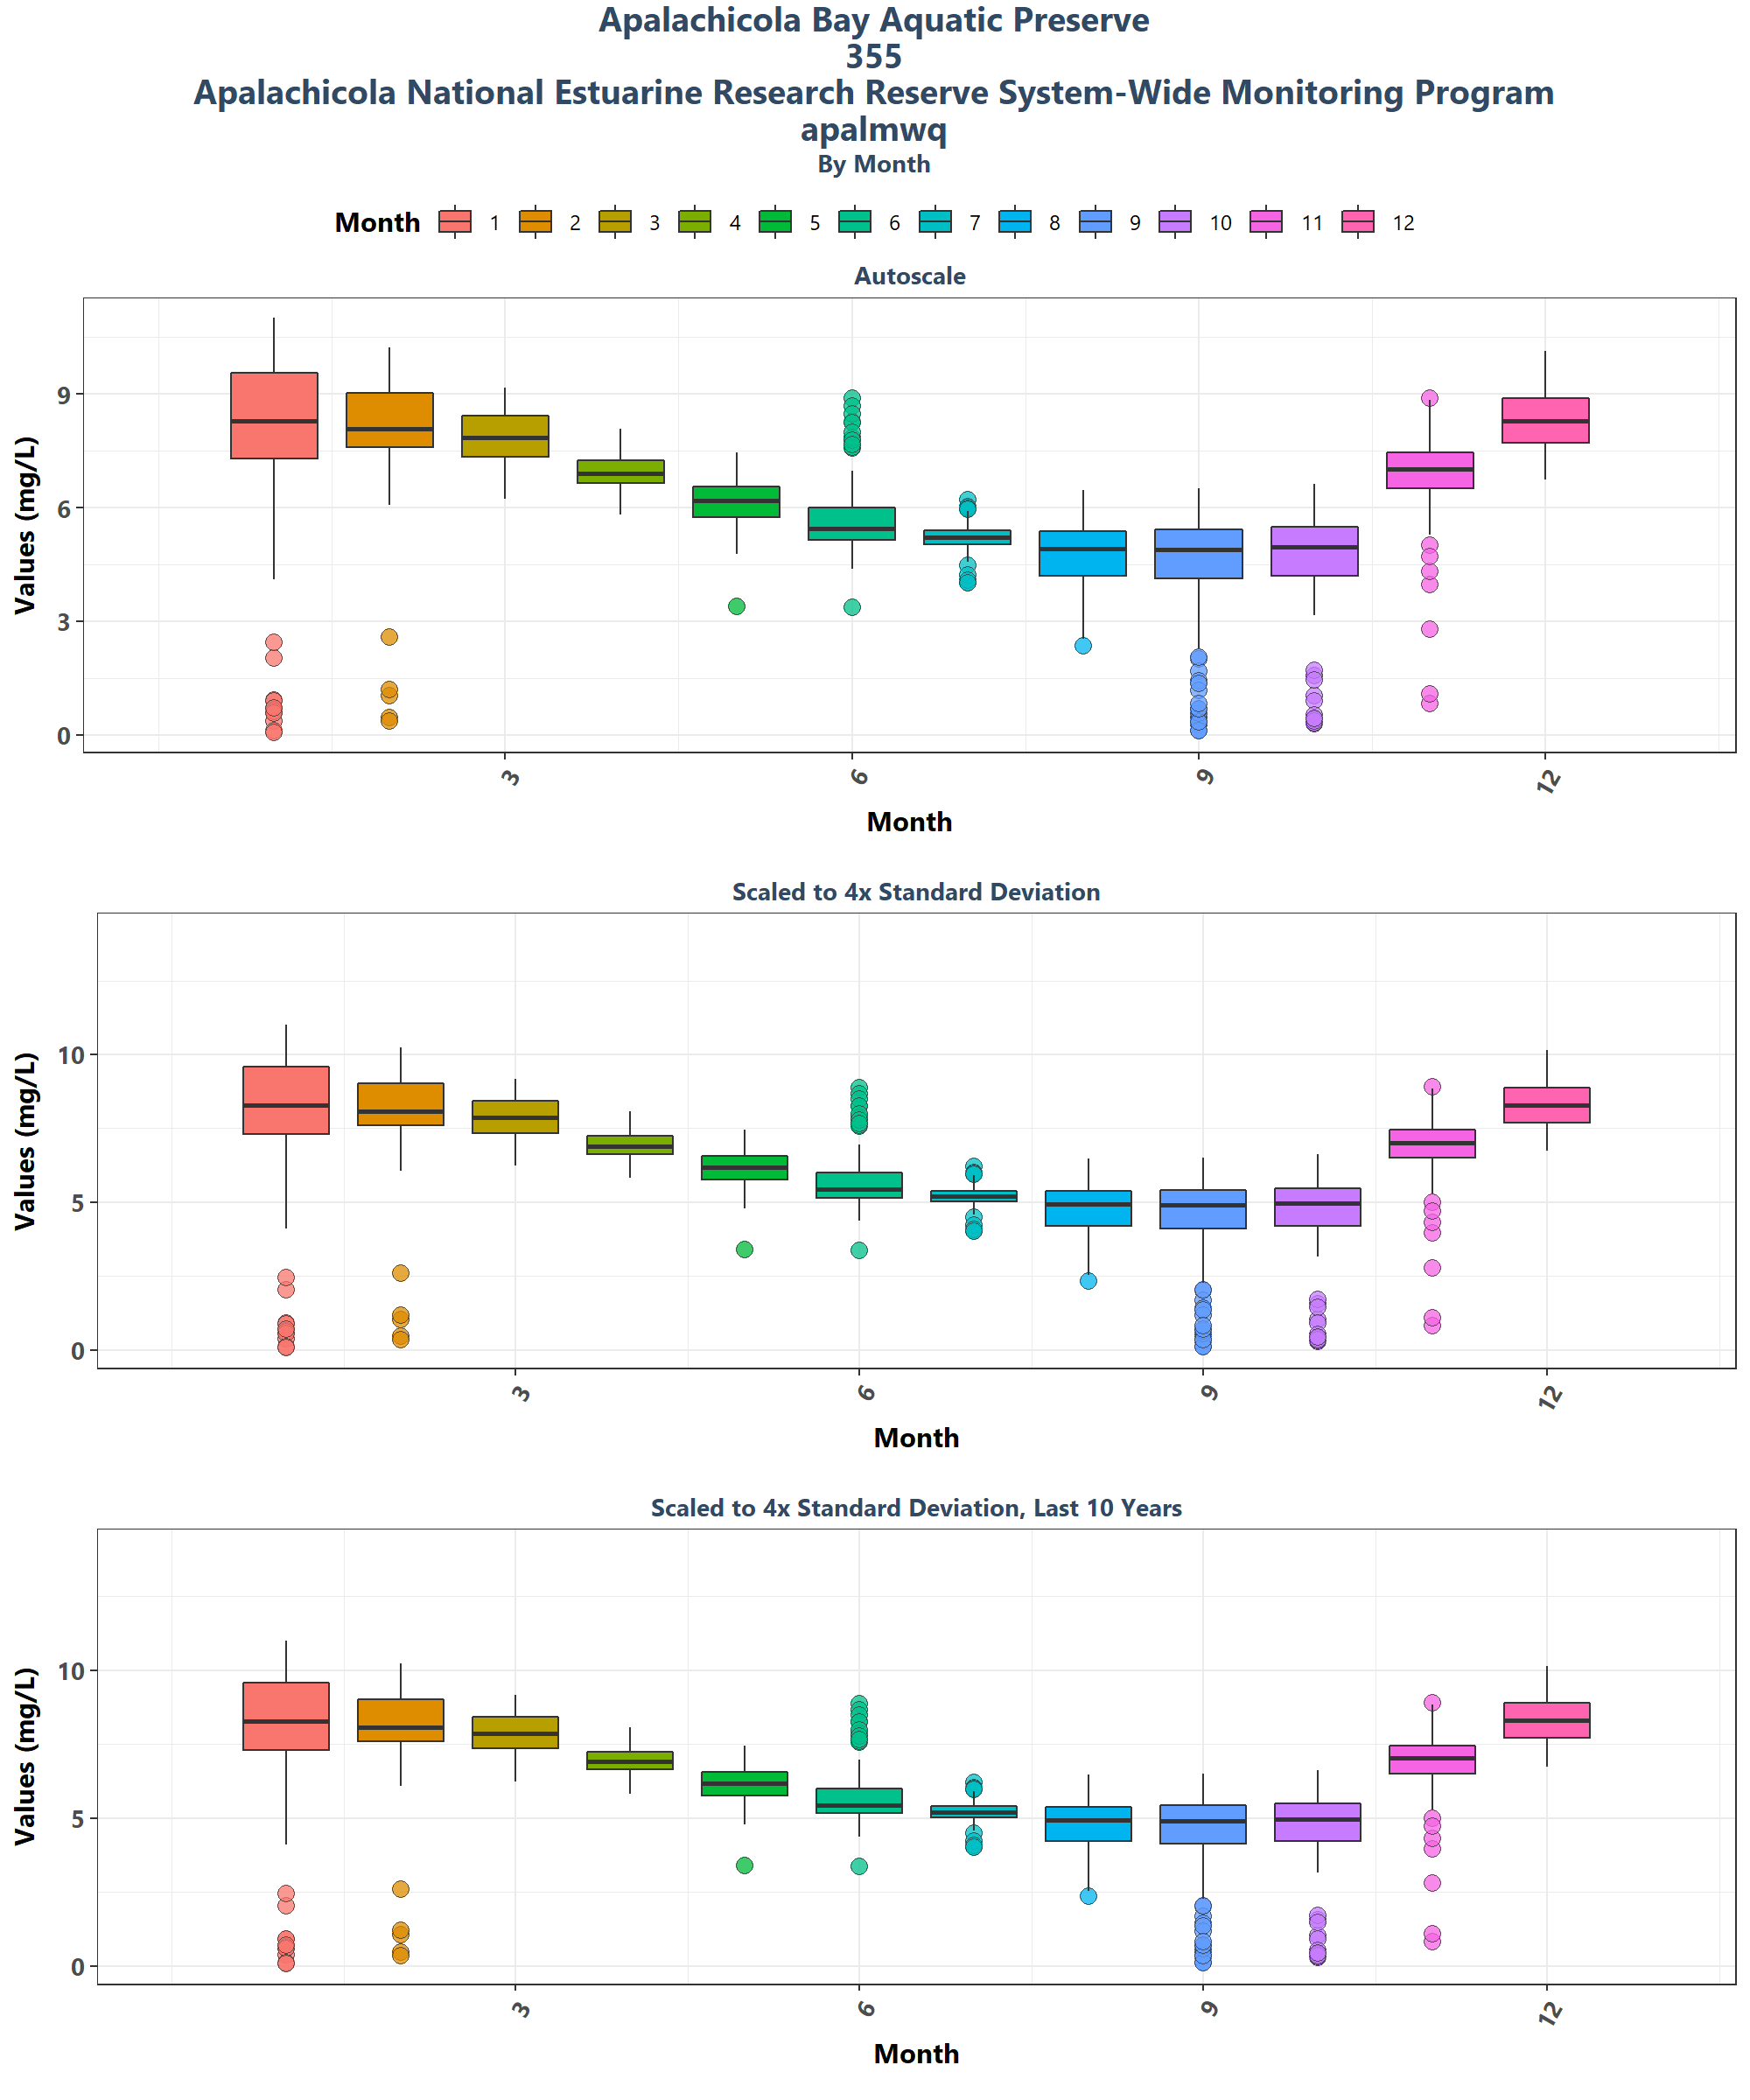 Apalachicola Bay Aquatic Preserve
355
Apalachicola National Estuarine Research Reserve System-Wide Monitoring Program
apalmwq
By Month
Month 1 2 3 4 5 6 7 8 9 10 11 12
Autoscale
Values (mg/L)
9
6
3
0
3 6 9 12
Month
Scaled to 4x Standard Deviation
Values (mg/L)
10
5
0
3 6 9 12
Month
Scaled to 4x Standard Deviation, Last 10 Years
Values (mg/L)
10
5
0
3 6 9 12
Month